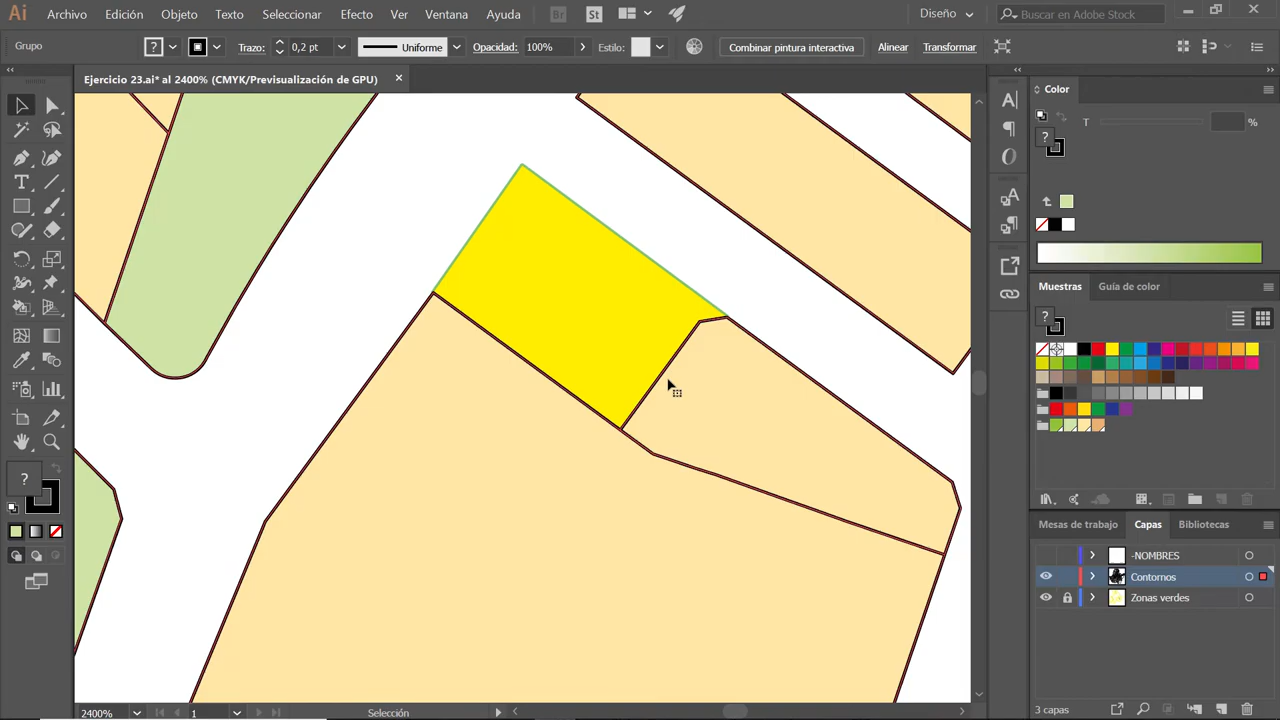 Ai Archivo Edición Objeto Texto Seleccionar Efecto Ver Ventana Ayuda Br St Diseño Buscar en Adobe Stock
Grupo ? Trazo: 0,2 pt Uniforme Opacidad: 100% Estilo: Combinar pintura interactiva Alinear Transformar
Ejercicio 23.ai* al 2400% (CMYK/Previsualización de GPU)
Color
T %
?
Muestras Guía de color
?
?
Mesas de trabajo Capas Bibliotecas
-NOMBRES
Contornos
Zonas verdes
3 capas
2400% 1 Selección